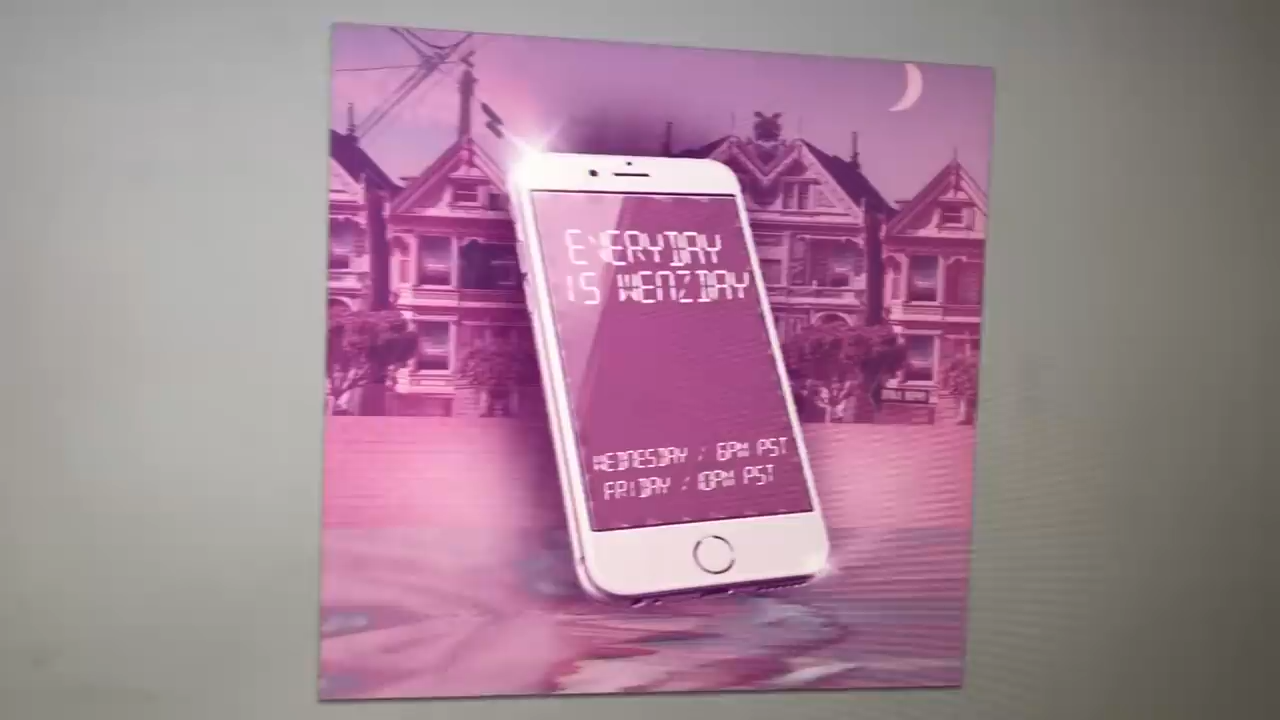 EVERYDAY
IS WENZDAY
WEDNESDAY / 6PM PST
FRIDAY / 10PM PST